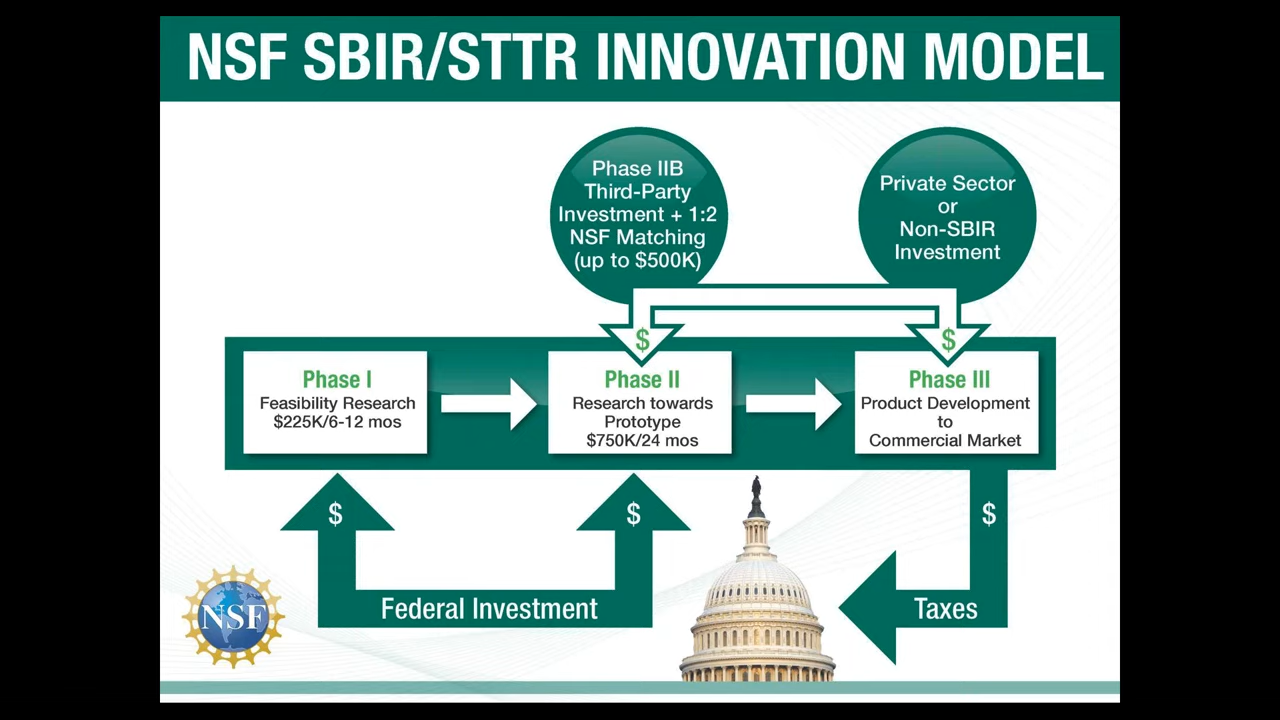 NSF SBIR/STTR INNOVATION MODEL
Phase IIB
Third-Party
Investment + 1:2
NSF Matching
(up to $500K)
Private Sector
or
Non-SBIR
Investment
$
$
Phase I
Feasibility Research
$225K/6-12 mos
Phase II
Research towards
Prototype
$750K/24 mos
Phase III
Product Development
to
Commercial Market
$
$
$
Federal Investment
Taxes
NSF